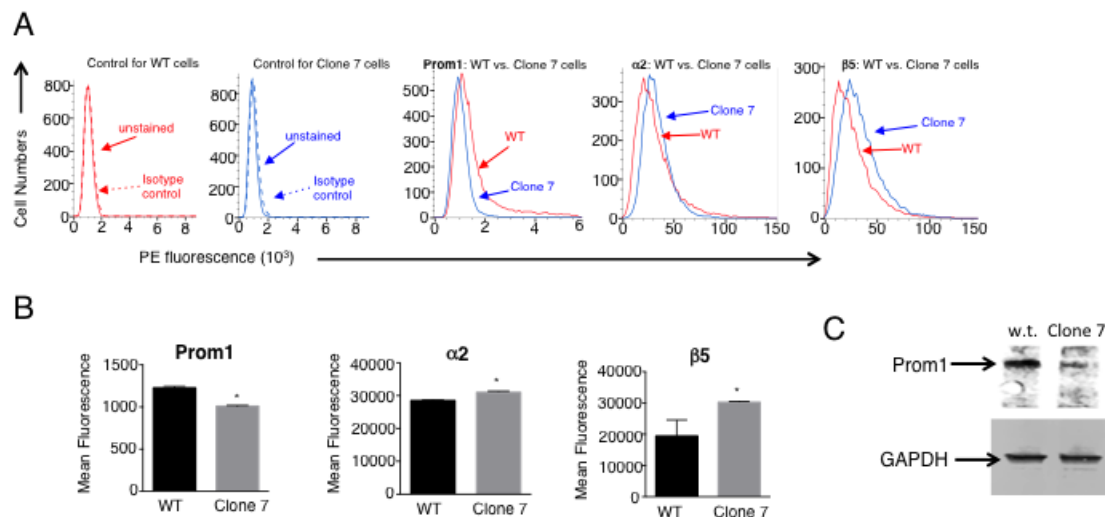 A
Control for WT cells
Control for Clone 7 cells
Prom1: WT vs. Clone 7 cells
α2: WT vs. Clone 7 cells
β5: WT vs. Clone 7 cells
Cell Numbers
800
600
400
200
0
0 2 4 6 8
unstained
Isotype
control
800
600
400
200
0
0 2 4 6 8
unstained
Isotype
control
500
400
300
200
100
0
0 2 4 6
WT
Clone 7
300
200
100
0
0 50 100 150
Clone 7
WT
300
200
100
0
0 50 100 150
Clone 7
WT
PE fluorescence (10³)
B
Prom1
Mean Fluorescence
1500
1000
500
0
*
WT Clone 7
α2
Mean Fluorescence
40000
30000
20000
10000
0
*
WT Clone 7
β5
Mean Fluorescence
40000
30000
20000
10000
0
*
WT Clone 7
C
w.t. Clone 7
Prom1
GAPDH